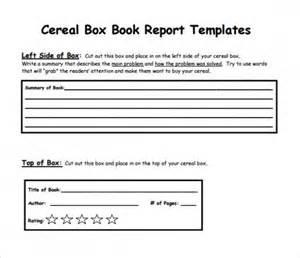 Cereal Box Book Report Templates
Left Side of Box: Cut out this box and place in on the left side of your cereal box.
Write a summary that describes the main problem and how the problem was solved. Try to use words
that will "grab" the readers' attention and make them want to buy your cereal.
Summary of Book:
Top of Box: Cut out this box and place in on the top of your cereal box.
Title of Book:
Author: Number of Pages:
Rating: